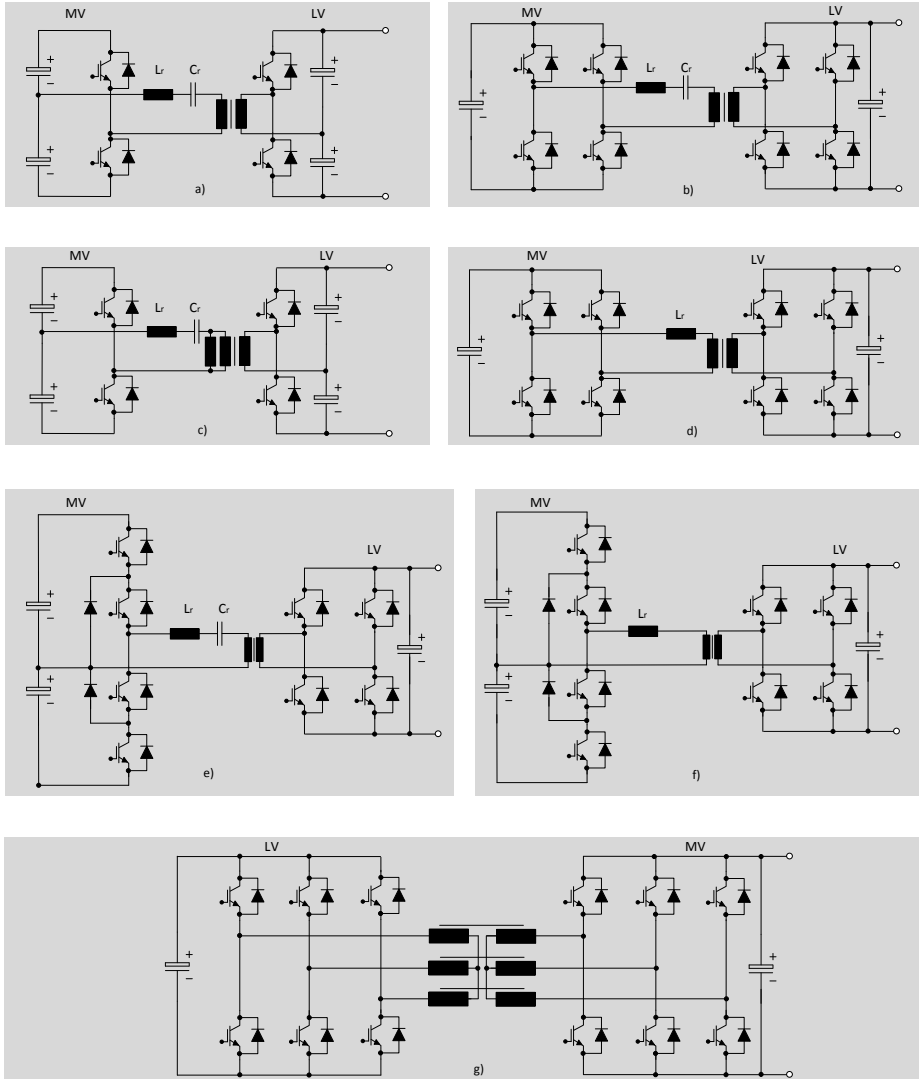 MV LV
+ + + +
− − − −
Lr Cr
a)
MV LV
+ +
− −
Lr Cr
b)
MV LV
+ + + +
− − − −
Lr Cr
c)
MV LV
+ +
− −
Lr
d)
MV LV
+ + +
− − −
Lr Cr
e)
MV LV
+ + +
− − −
Lr
f)
LV MV
+ +
− −
g)